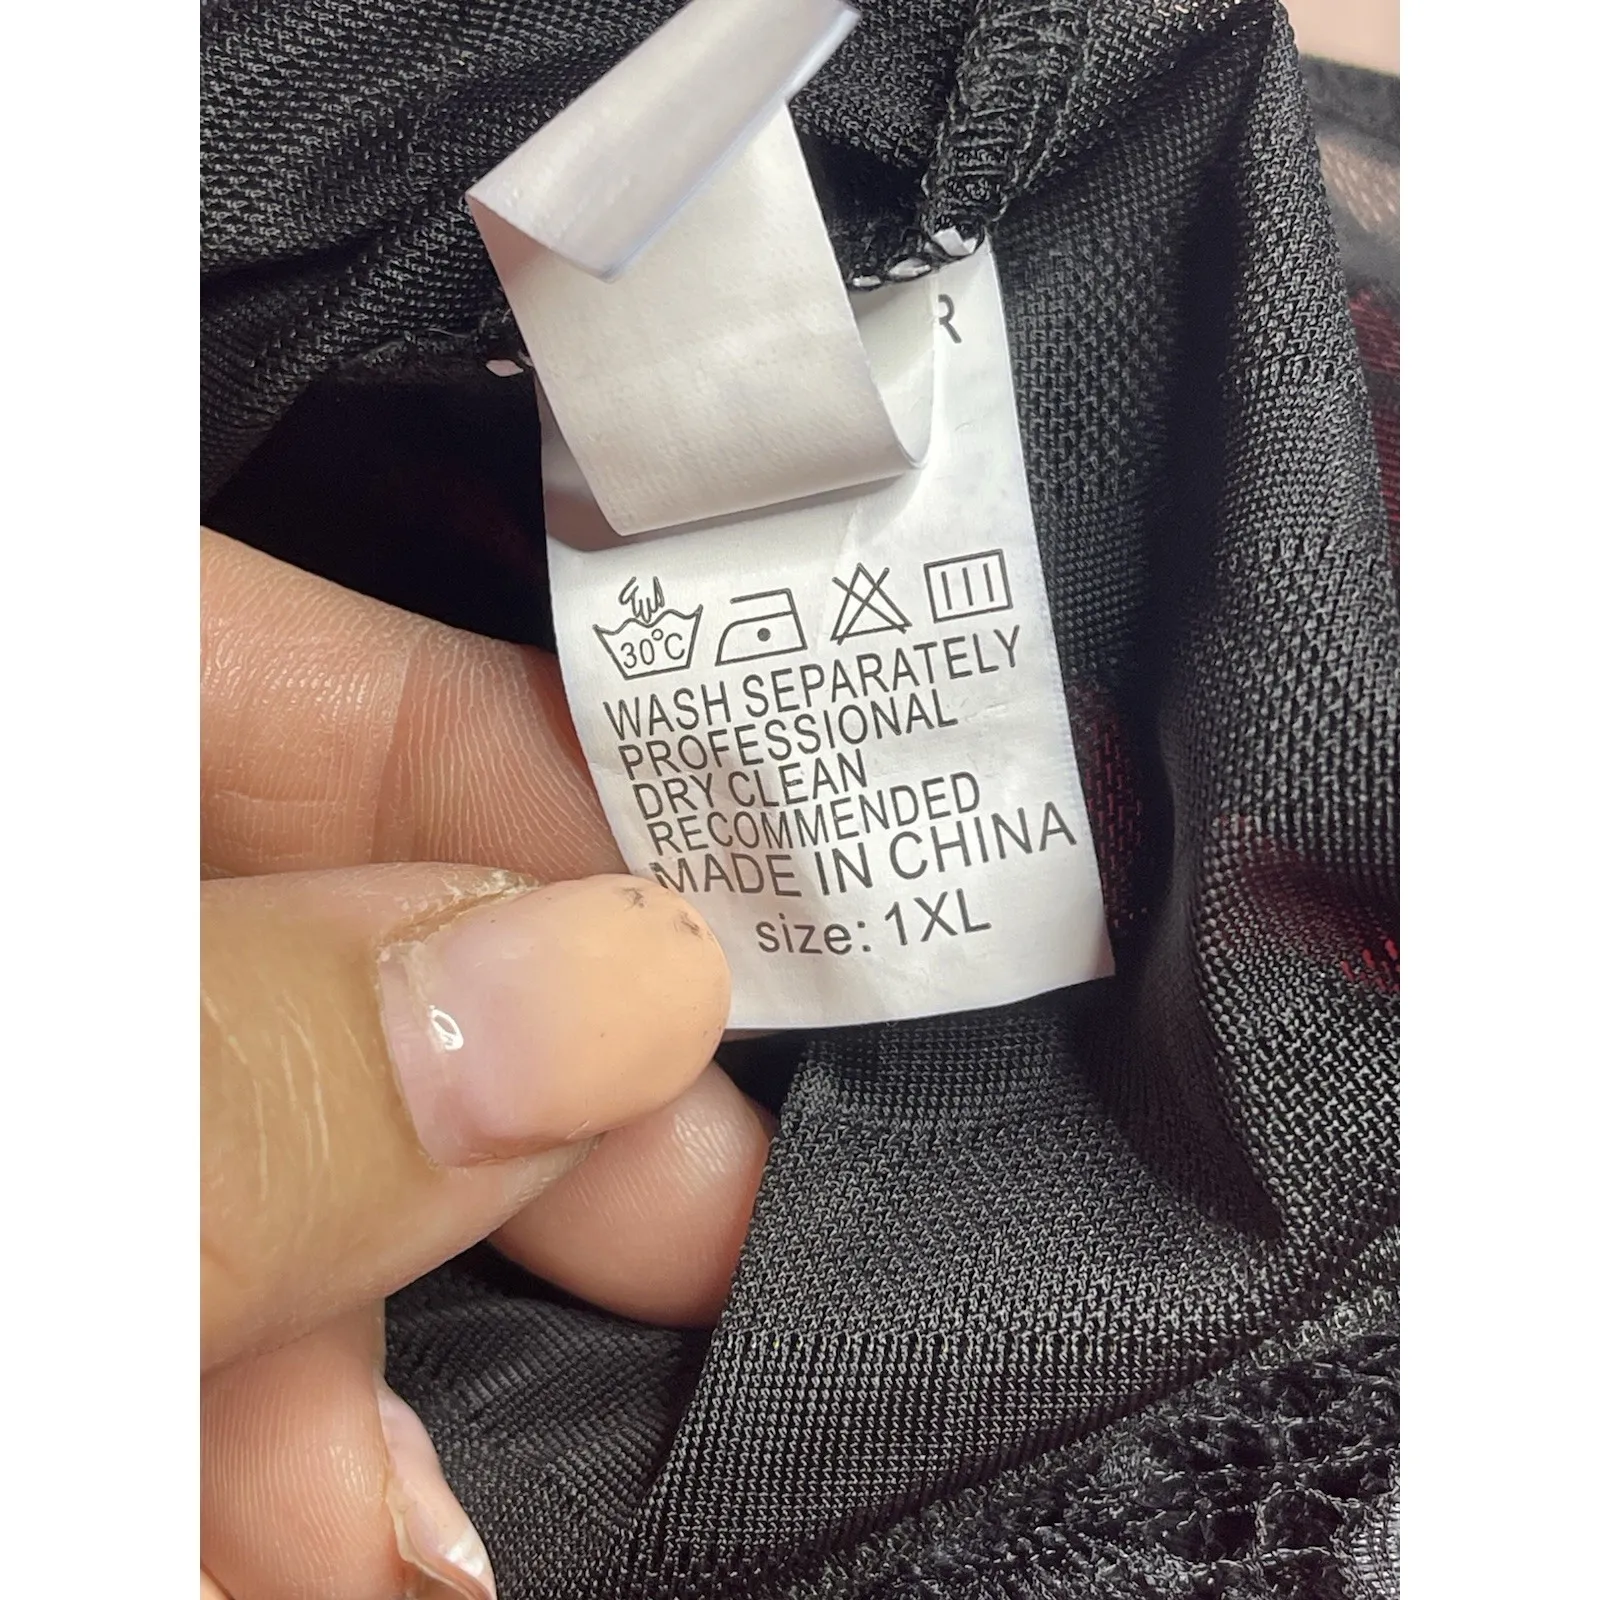 R
30°C
WASH SEPARATELY
PROFESSIONAL
DRY CLEAN
RECOMMENDED
MADE IN CHINA
size: 1XL